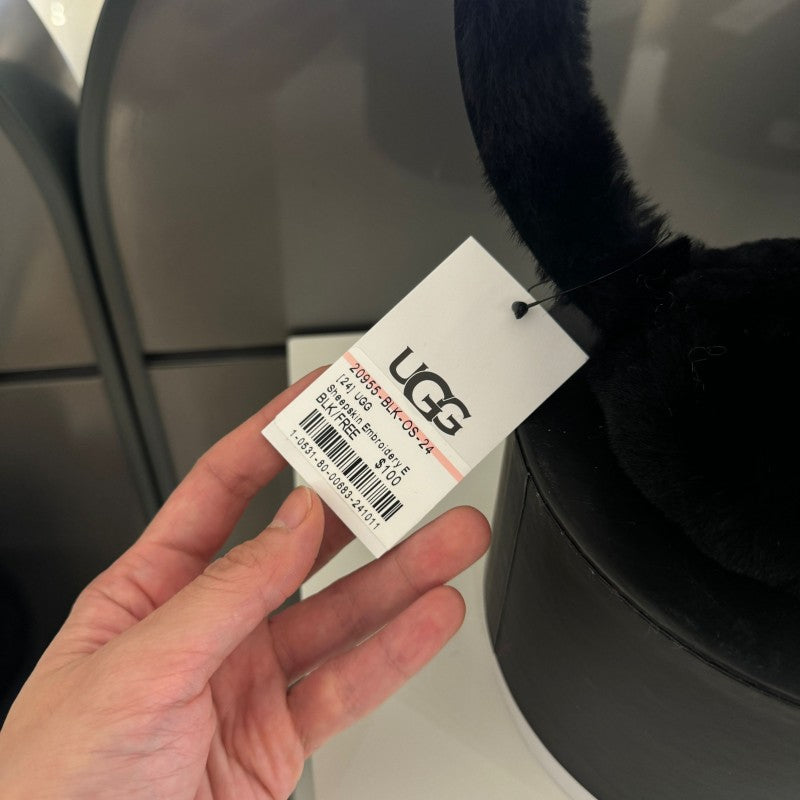 UGG
20955-BLK-OS-24
[24] UGG
Sheepskin Embroidery E
BLK/FREE $100
1-0531-80-00683-241011